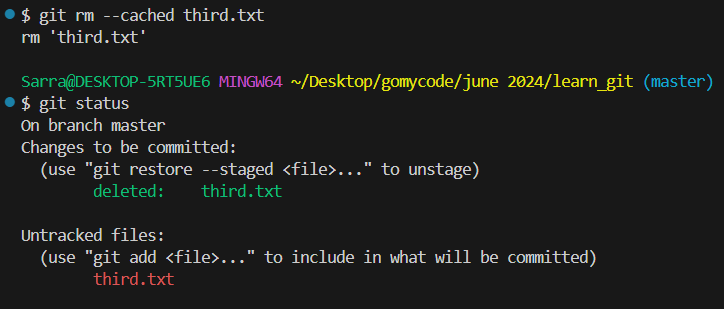 $ git rm --cached third.txt
rm 'third.txt'
Sarra@DESKTOP-5RT5UE6 MINGW64 ~/Desktop/gomycode/june 2024/learn_git (master)
$ git status
On branch master
Changes to be committed:
  (use "git restore --staged <file>..." to unstage)
        deleted:    third.txt
Untracked files:
  (use "git add <file>..." to include in what will be committed)
        third.txt